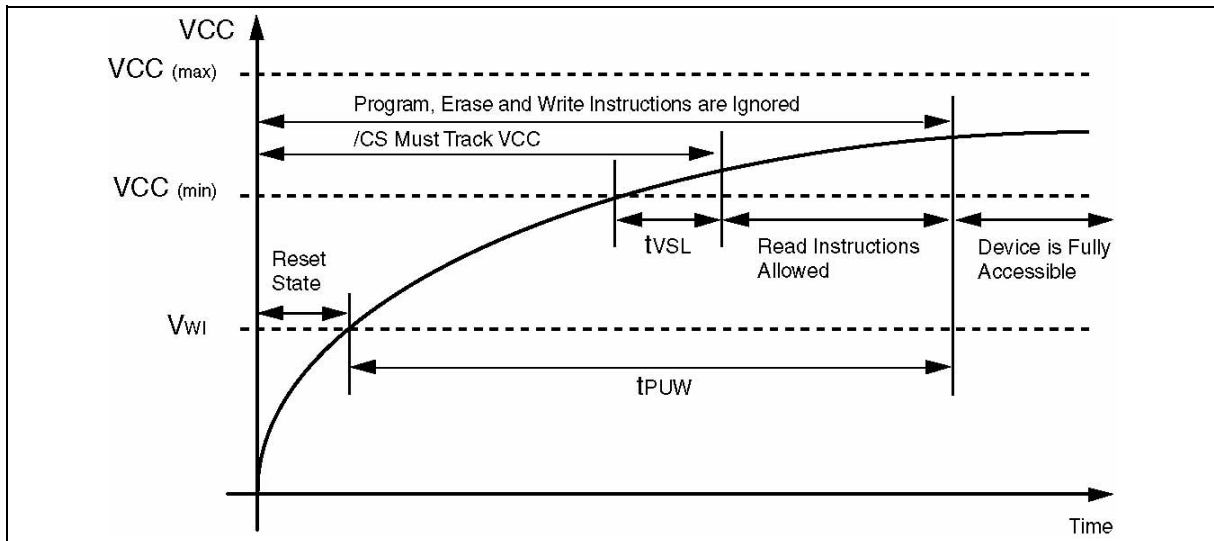 VCC
VCC (max)
Program, Erase and Write Instructions are Ignored
/CS Must Track VCC
VCC (min)
tVSL
Read Instructions
Allowed
Device is Fully
Accessible
Reset
State
VWI
tPUW
Time